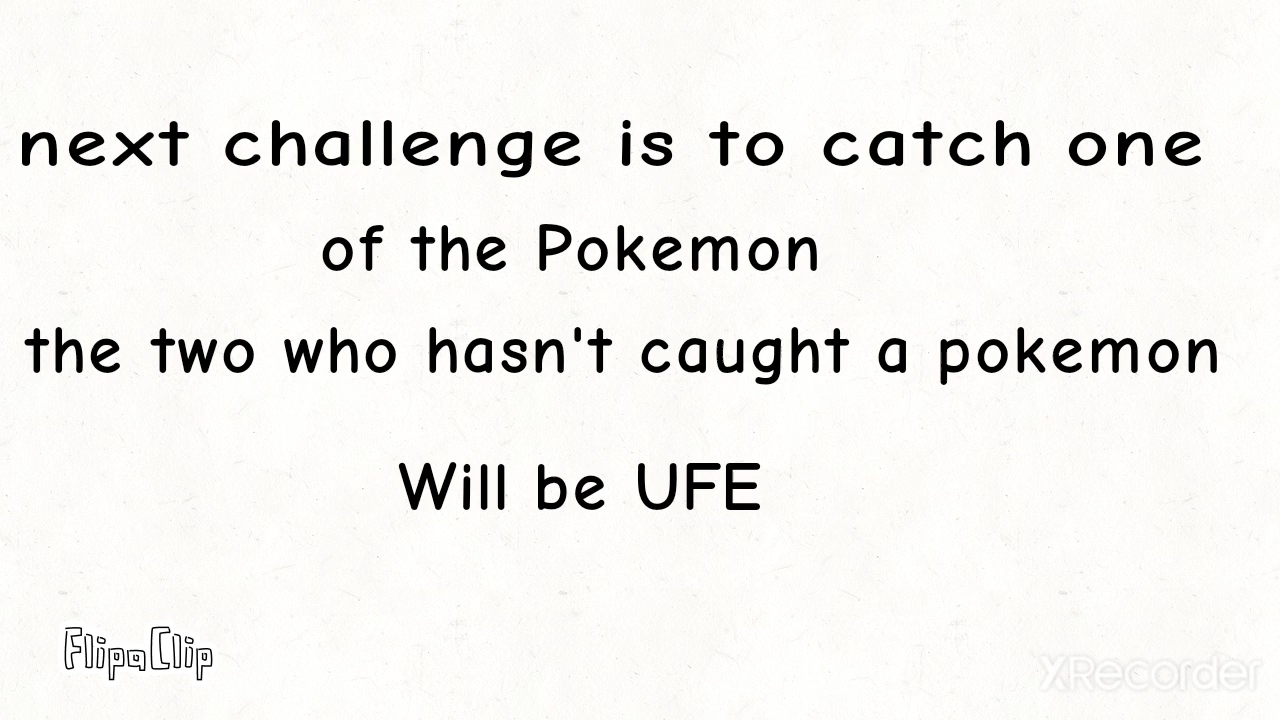 next challenge is to catch one
of the Pokemon
the two who hasn't caught a pokemon
Will be UFE
FlipaClip
XRecorder